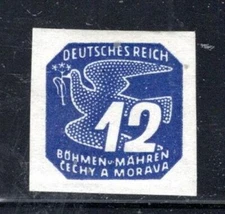 DEUTSCHES REICH
12
BÖHMEN u. MÄHREN
ČECHY A MORAVA